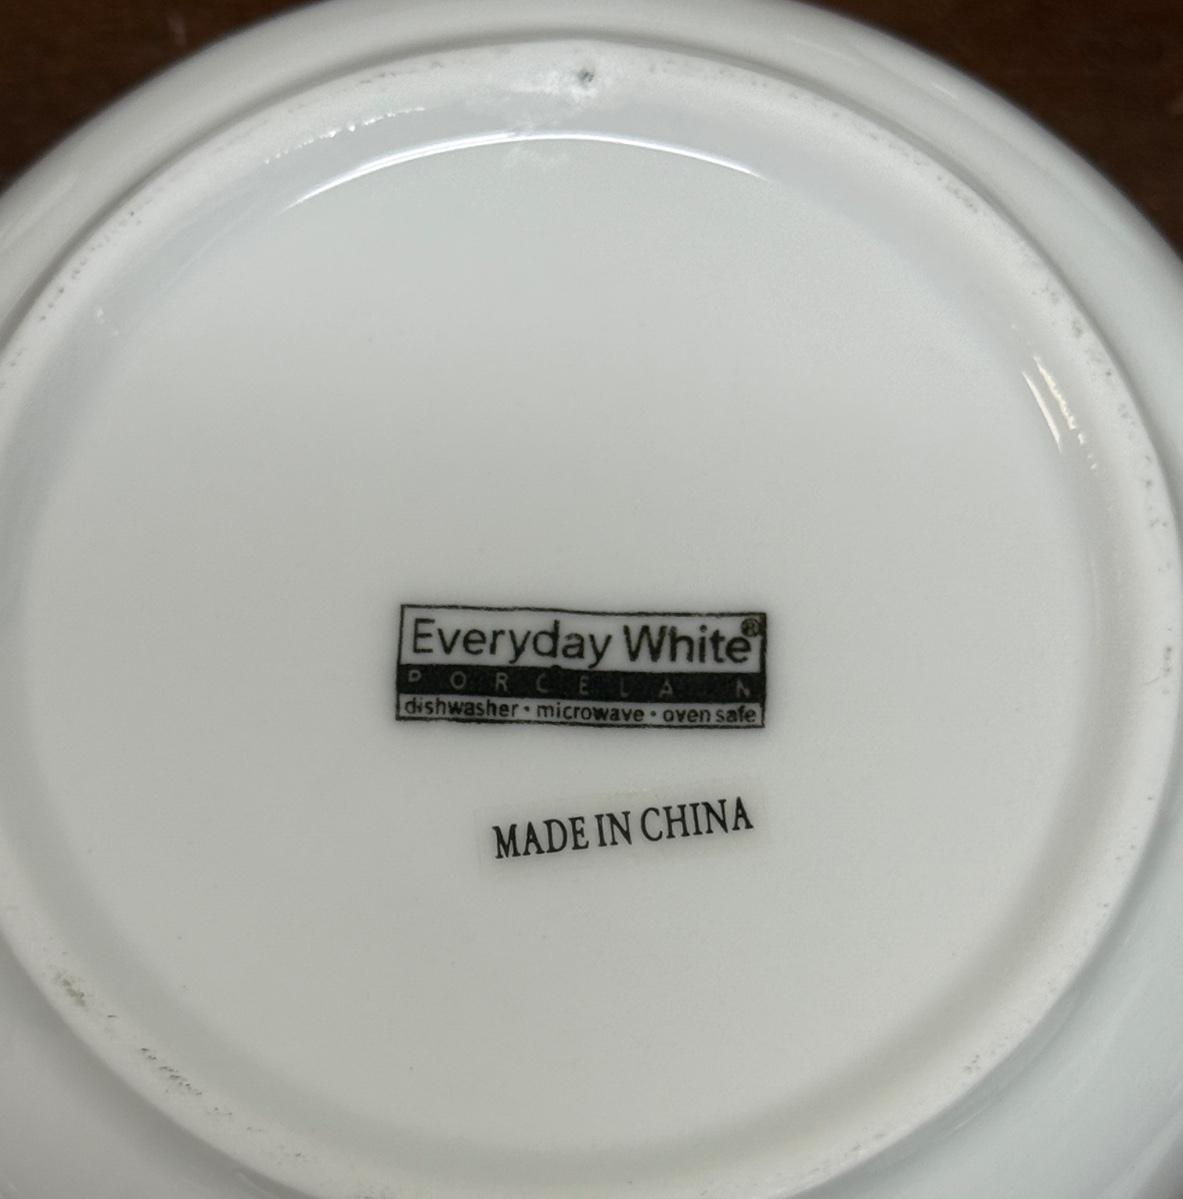 Everyday White®
PORCELAIN
dishwasher • microwave • oven safe
MADE IN CHINA